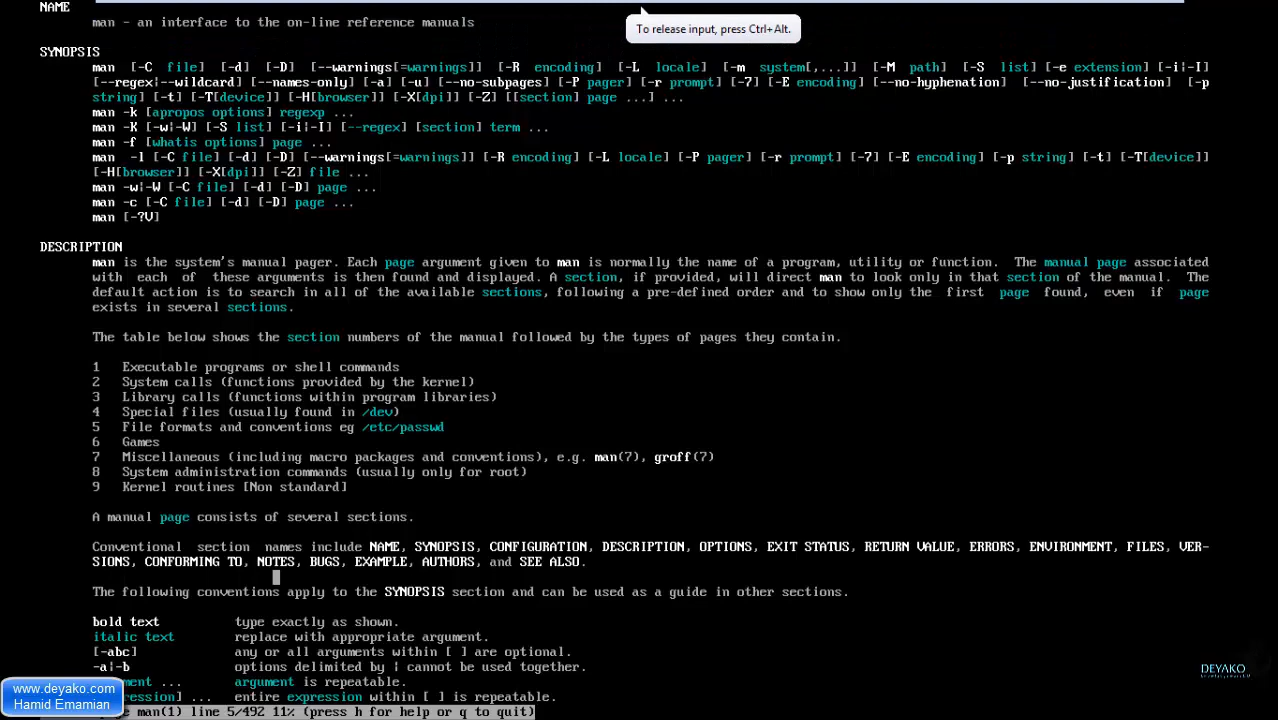 NAME
man - an interface to the on-line reference manuals
To release input, press Ctrl+Alt.
SYNOPSIS
man [-C file] [-d] [-D] [--warnings[=warnings]] [-R encoding] [-L locale] [-m system[,...]] [-M path] [-S list] [-e extension] [-i|-I]
[--regex|--wildcard] [--names-only] [-a] [-u] [--no-subpages] [-P pager] [-r prompt] [-7] [-E encoding] [--no-hyphenation] [--no-justification] [-p
string] [-t] [-T[device]] [-H[browser]] [-X[dpi]] [-Z] [[section] page ...] ...
man -k [apropos options] regexp ...
man -K [-w|-W] [-S list] [-i|-I] [--regex] [section] term ...
man -f [whatis options] page ...
man -l [-C file] [-d] [-D] [--warnings[=warnings]] [-R encoding] [-L locale] [-P pager] [-r prompt] [-7] [-E encoding] [-p string] [-t] [-T[device]]
[-H[browser]] [-X[dpi]] [-Z] file ...
man -w|-W [-C file] [-d] [-D] page ...
man -c [-C file] [-d] [-D] page ...
man [-?V]
DESCRIPTION
man is the system's manual pager. Each page argument given to man is normally the name of a program, utility or function. The manual page associated
with each of these arguments is then found and displayed. A section, if provided, will direct man to look only in that section of the manual. The
default action is to search in all of the available sections, following a pre-defined order and to show only the first page found, even if page
exists in several sections.
The table below shows the section numbers of the manual followed by the types of pages they contain.
1 Executable programs or shell commands
2 System calls (functions provided by the kernel)
3 Library calls (functions within program libraries)
4 Special files (usually found in /dev)
5 File formats and conventions eg /etc/passwd
6 Games
7 Miscellaneous (including macro packages and conventions), e.g. man(7), groff(7)
8 System administration commands (usually only for root)
9 Kernel routines [Non standard]
A manual page consists of several sections.
Conventional section names include NAME, SYNOPSIS, CONFIGURATION, DESCRIPTION, OPTIONS, EXIT STATUS, RETURN VALUE, ERRORS, ENVIRONMENT, FILES, VER-
SIONS, CONFORMING TO, NOTES, BUGS, EXAMPLE, AUTHORS, and SEE ALSO.
The following conventions apply to the SYNOPSIS section and can be used as a guide in other sections.
bold text type exactly as shown.
italic text replace with appropriate argument.
[-abc] any or all arguments within [ ] are optional.
-a|-b options delimited by | cannot be used together.
ment ... argument is repeatable.
ression] ... entire expression within [ ] is repeatable.
man(1) line 5/492 11% (press h for help or q to quit)
www.deyako.com
Hamid Emamian
DEYAKO